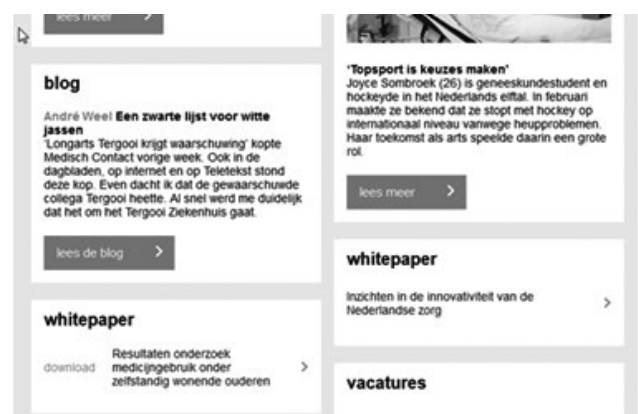 lees meer
blog
André Weel Een zwarte lijst voor witte
jassen
'Longarts Tergooi krijgt waarschuwing' kopte
Medisch Contact vorige week. Ook in de
dagbladen, op internet en op Teletekst stond
deze kop. Even dacht ik dat de gewaarschuwde
collega Tergooi heette. Al snel werd me duidelijk
dat het om het Tergooi Ziekenhuis gaat.
lees de blog
whitepaper
download
Resultaten onderzoek
medicijngebruik onder
zelfstandig wonende ouderen
'Topsport is keuzes maken'
Joyce Sombroek (26) is geneeskundestudent en
hockeyde in het Nederlands elftal. In februari
maakte ze bekend dat ze stopt met hockey op
internationaal niveau vanwege heupproblemen.
Haar toekomst als arts speelde daarin een grote
rol.
lees meer
whitepaper
Inzichten in de innovativiteit van de
Nederlandse zorg
vacatures